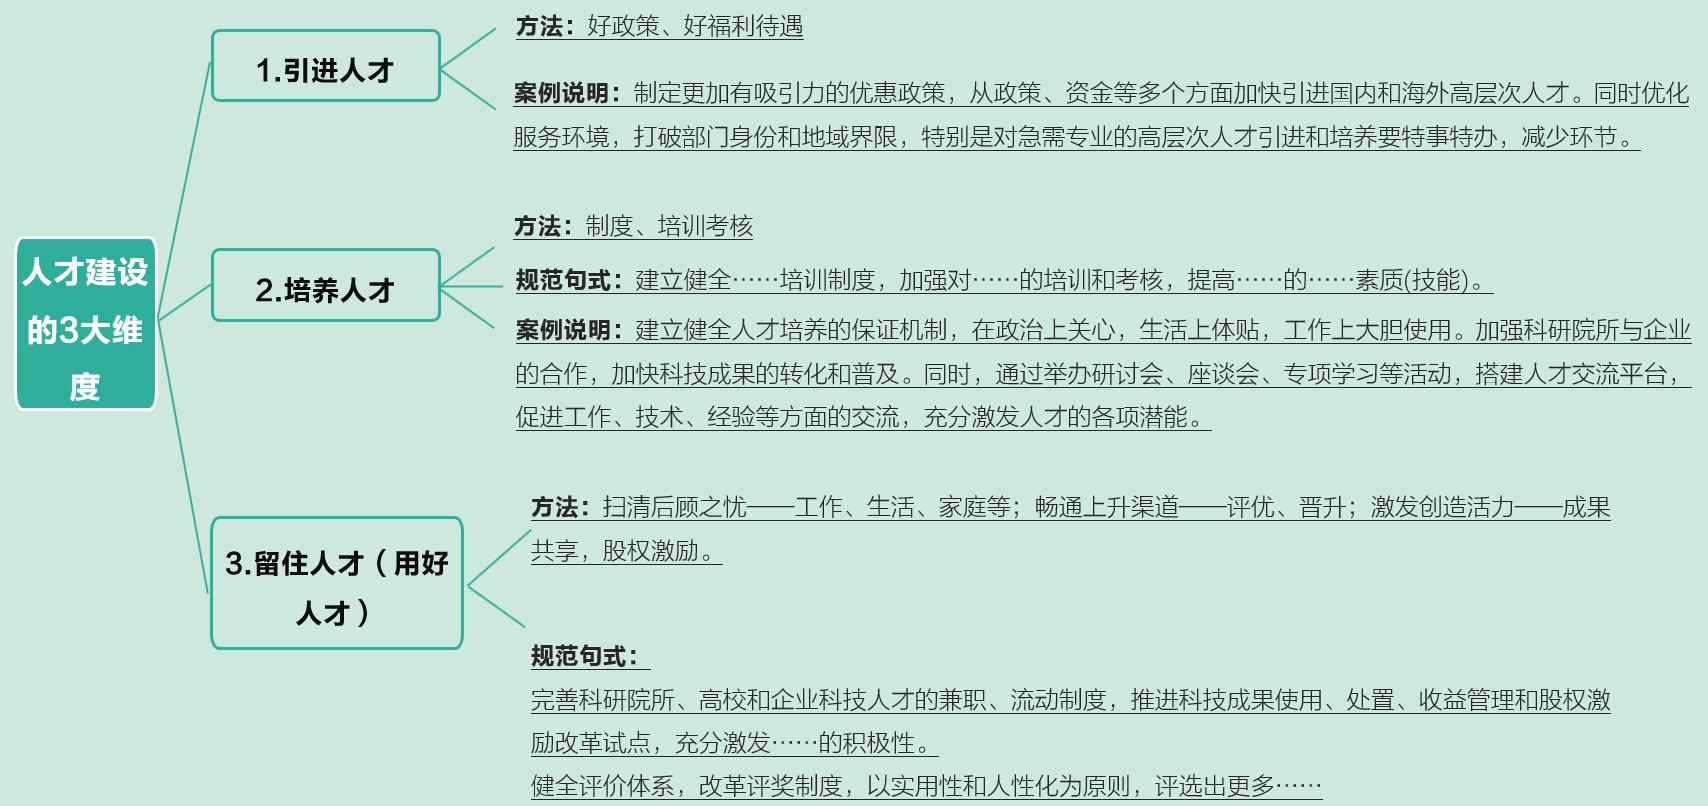 人才建设
的3大维
度
1.引进人才
方法：好政策、好福利待遇
案例说明：制定更加有吸引力的优惠政策，从政策、资金等多个方面加快引进国内和海外高层次人才。同时优化
服务环境，打破部门身份和地域界限，特别是对急需专业的高层次人才引进和培养要特事特办，减少环节。
2.培养人才
方法：制度、培训考核
规范句式：建立健全……培训制度，加强对……的培训和考核，提高……的……素质(技能)。
案例说明：建立健全人才培养的保证机制，在政治上关心，生活上体贴，工作上大胆使用。加强科研院所与企业
的合作，加快科技成果的转化和普及。同时，通过举办研讨会、座谈会、专项学习等活动，搭建人才交流平台，
促进工作、技术、经验等方面的交流，充分激发人才的各项潜能。
3.留住人才（用好
人才）
方法：扫清后顾之忧——工作、生活、家庭等；畅通上升渠道——评优、晋升；激发创造活力——成果
共享，股权激励。
规范句式：
完善科研院所、高校和企业科技人才的兼职、流动制度，推进科技成果使用、处置、收益管理和股权激
励改革试点，充分激发……的积极性。
健全评价体系，改革评奖制度，以实用性和人性化为原则，评选出更多……